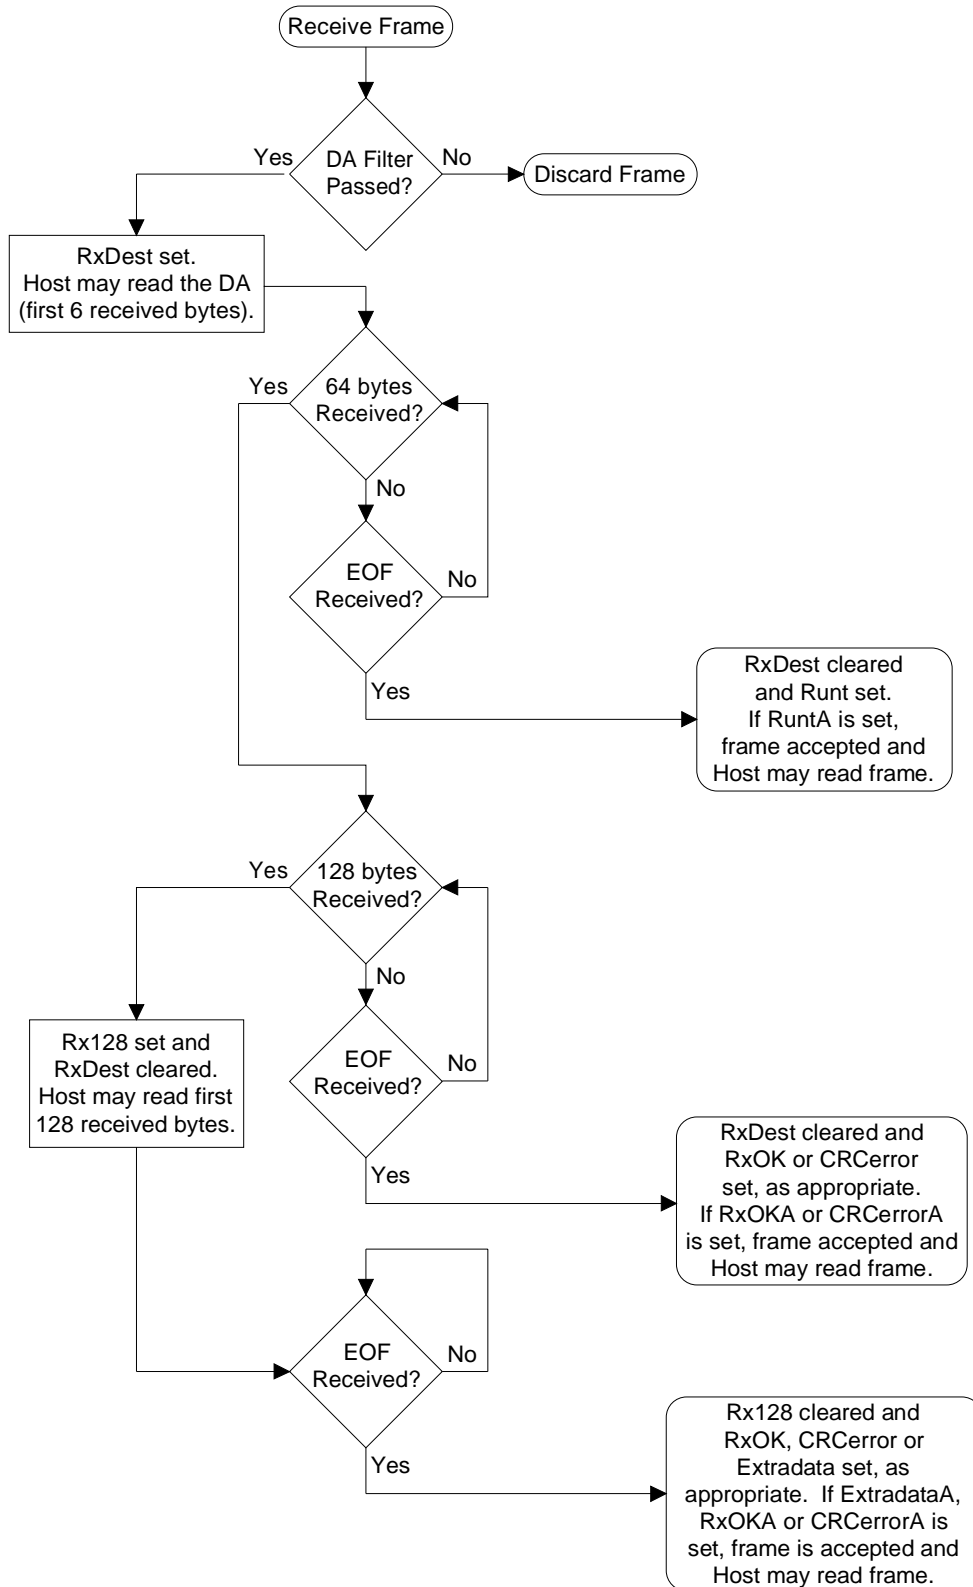 Receive Frame
Yes
DA Filter
Passed?
No
Discard Frame
RxDest set.
Host may read the DA
(first 6 received bytes).
Yes
64 bytes
Received?
No
EOF
Received?
No
Yes
RxDest cleared
and Runt set.
If RuntA is set,
frame accepted and
Host may read frame.
Yes
128 bytes
Received?
No
Rx128 set and
RxDest cleared.
Host may read first
128 received bytes.
EOF
Received?
No
Yes
RxDest cleared and
RxOK or CRCerror
set, as appropriate.
If RxOKA or CRCerrorA
is set, frame accepted and
Host may read frame.
EOF
Received?
No
Yes
Rx128 cleared and
RxOK, CRCerror or
Extradata set, as
appropriate.  If ExtradataA,
RxOKA or CRCerrorA is
set, frame is accepted and
Host may read frame.